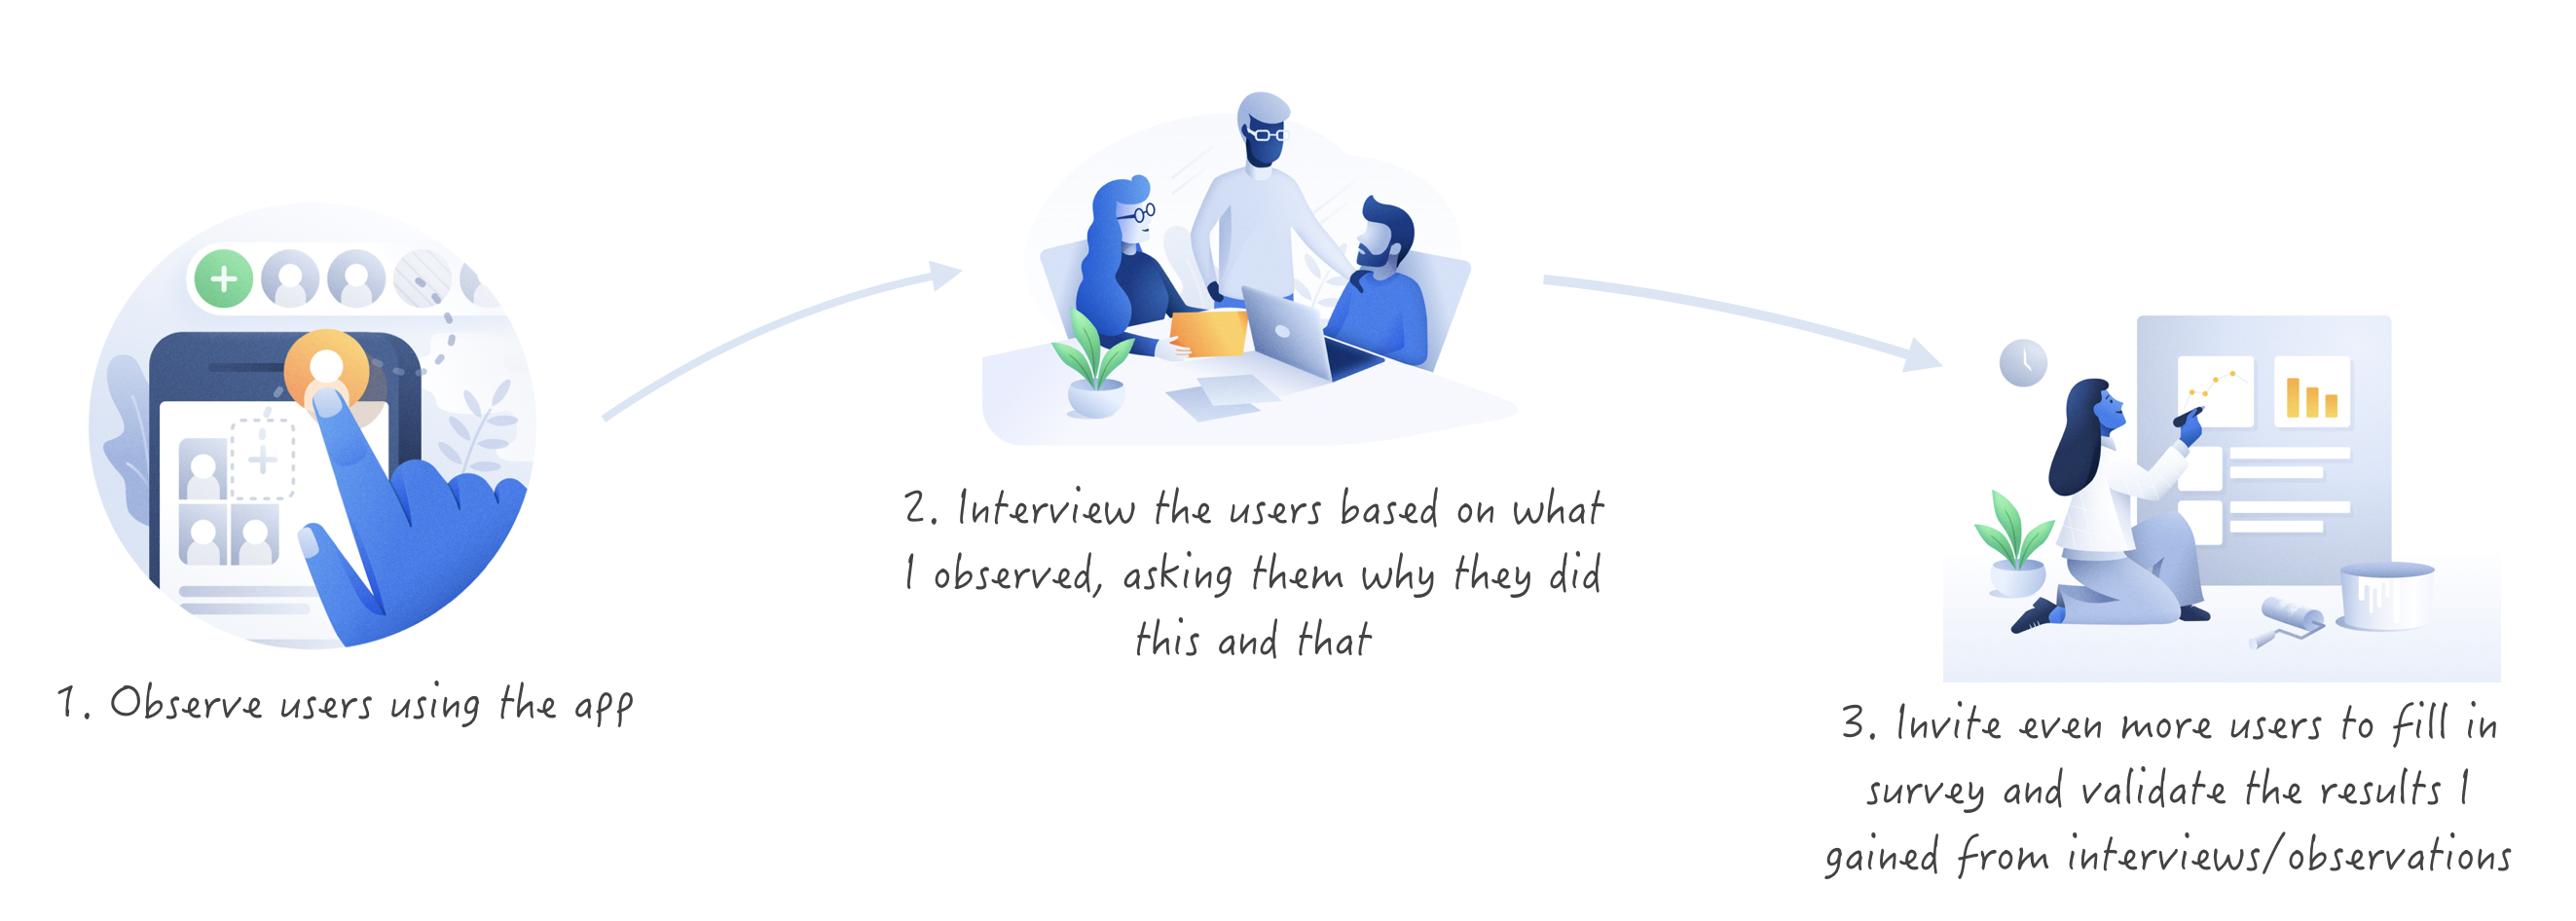 1. Observe users using the app
2. Interview the users based on what
I observed, asking them why they did
this and that
3. Invite even more users to fill in
survey and validate the results I
gained from interviews/observations